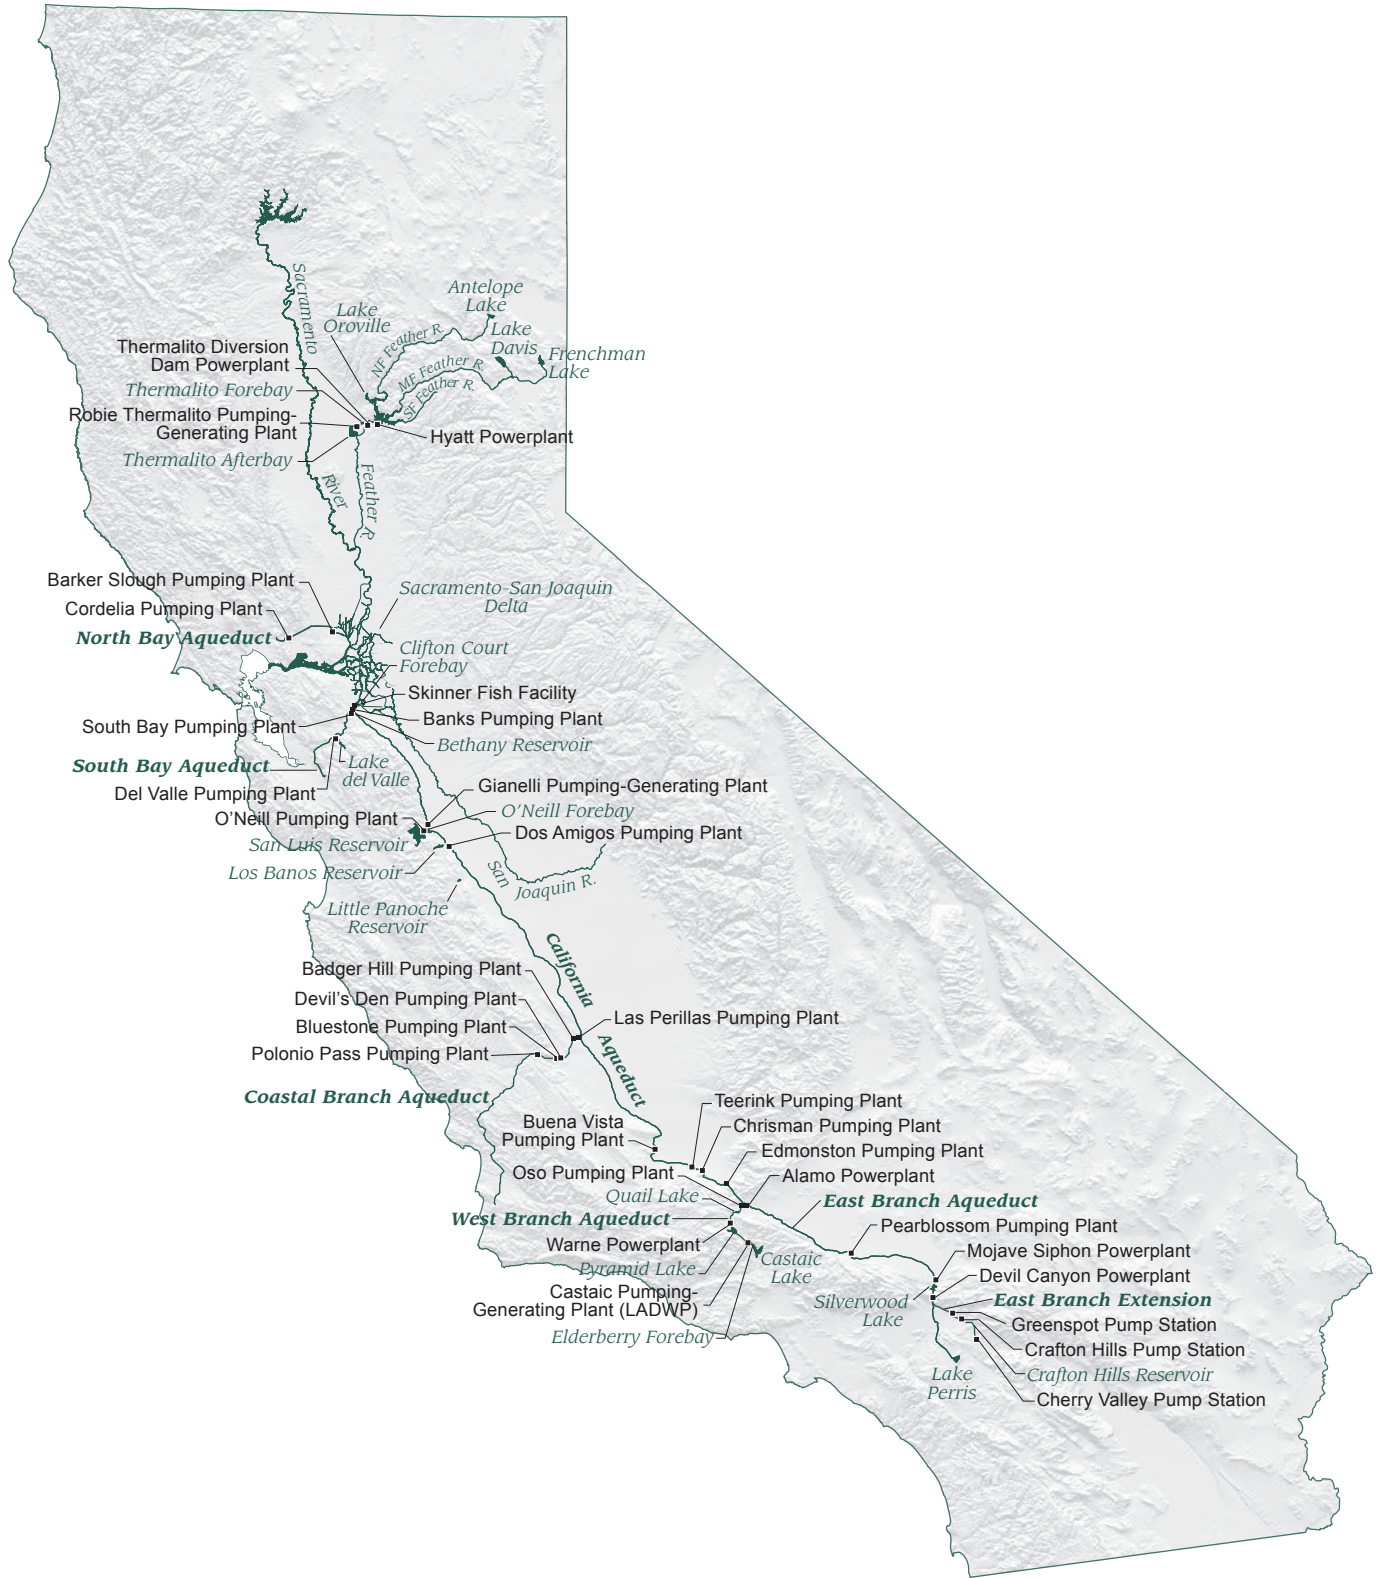 Sacramento
River
Antelope
Lake
Lake
Oroville
Lake
Davis
NF Feather R.
MF Feather R.
SF Feather R.
Frenchman
Lake
Thermalito Diversion
Dam Powerplant
Thermalito Forebay
Robie Thermalito Pumping-
Generating Plant
Hyatt Powerplant
Thermalito Afterbay
Feather R.
Barker Slough Pumping Plant
Sacramento-San Joaquin
Delta
Cordelia Pumping Plant
North Bay Aqueduct
Clifton Court
Forebay
Skinner Fish Facility
Banks Pumping Plant
South Bay Pumping Plant
Bethany Reservoir
South Bay Aqueduct
Lake
del Valle
Del Valle Pumping Plant
Gianelli Pumping-Generating Plant
O'Neill Forebay
O'Neill Pumping Plant
Dos Amigos Pumping Plant
San Luis Reservoir
Los Banos Reservoir
San
Joaquin R.
Little Panoche
Reservoir
California
Aqueduct
Badger Hill Pumping Plant
Devil's Den Pumping Plant
Las Perillas Pumping Plant
Bluestone Pumping Plant
Polonio Pass Pumping Plant
Coastal Branch Aqueduct
Teerink Pumping Plant
Buena Vista
Pumping Plant
Chrisman Pumping Plant
Edmonston Pumping Plant
Oso Pumping Plant
Alamo Powerplant
Quail Lake
East Branch Aqueduct
West Branch Aqueduct
Pearblossom Pumping Plant
Warne Powerplant
Mojave Siphon Powerplant
Pyramid Lake
Castaic
Lake
Devil Canyon Powerplant
Castaic Pumping-
Generating Plant (LADWP)
Silverwood
Lake
East Branch Extension
Greenspot Pump Station
Elderberry Forebay
Crafton Hills Pump Station
Lake
Perris
Crafton Hills Reservoir
Cherry Valley Pump Station